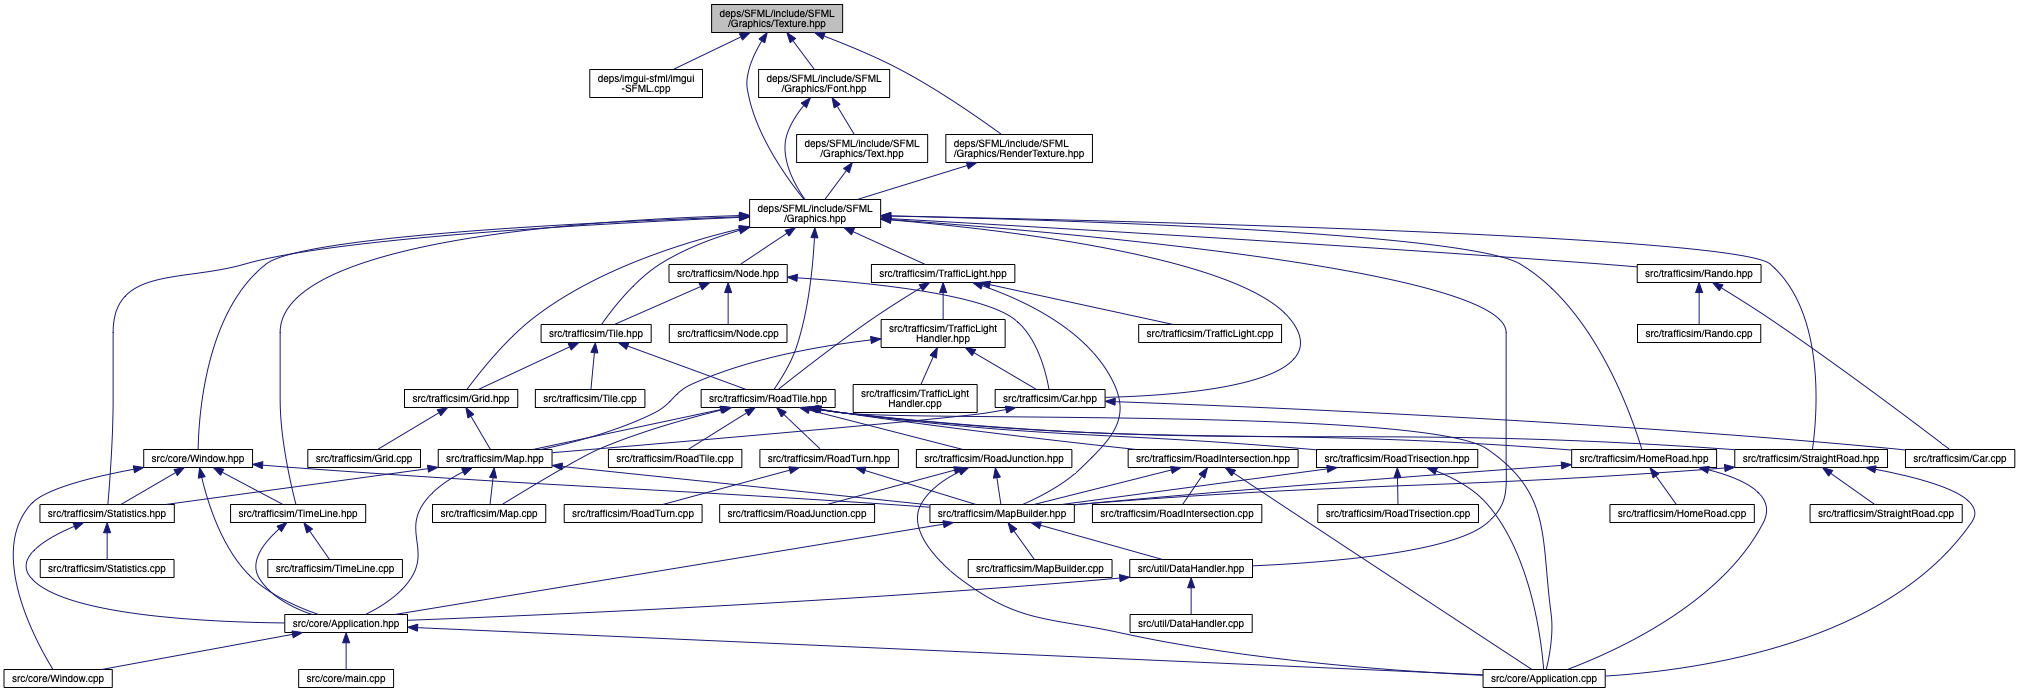 deps/SFML/include/SFML
/Graphics/Texture.hpp
deps/imgui-sfml/imgui
-SFML.cpp
deps/SFML/include/SFML
/Graphics/Font.hpp
deps/SFML/include/SFML
/Graphics/Text.hpp
deps/SFML/include/SFML
/Graphics/RenderTexture.hpp
deps/SFML/include/SFML
/Graphics.hpp
src/trafficsim/Node.hpp
src/trafficsim/TrafficLight.hpp
src/trafficsim/Rando.hpp
src/trafficsim/Tile.hpp
src/trafficsim/Node.cpp
src/trafficsim/TrafficLight
Handler.hpp
src/trafficsim/TrafficLight.cpp
src/trafficsim/Rando.cpp
src/trafficsim/Grid.hpp
src/trafficsim/Tile.cpp
src/trafficsim/RoadTile.hpp
src/trafficsim/TrafficLight
Handler.cpp
src/trafficsim/Car.hpp
src/core/Window.hpp
src/trafficsim/Grid.cpp
src/trafficsim/Map.hpp
src/trafficsim/RoadTile.cpp
src/trafficsim/RoadTurn.hpp
src/trafficsim/RoadJunction.hpp
src/trafficsim/RoadIntersection.hpp
src/trafficsim/RoadTrisection.hpp
src/trafficsim/HomeRoad.hpp
src/trafficsim/StraightRoad.hpp
src/trafficsim/Car.cpp
src/trafficsim/Statistics.hpp
src/trafficsim/TimeLine.hpp
src/trafficsim/Map.cpp
src/trafficsim/RoadTurn.cpp
src/trafficsim/RoadJunction.cpp
src/trafficsim/MapBuilder.hpp
src/trafficsim/RoadIntersection.cpp
src/trafficsim/RoadTrisection.cpp
src/trafficsim/HomeRoad.cpp
src/trafficsim/StraightRoad.cpp
src/trafficsim/Statistics.cpp
src/trafficsim/TimeLine.cpp
src/trafficsim/MapBuilder.cpp
src/util/DataHandler.hpp
src/core/Application.hpp
src/util/DataHandler.cpp
src/core/Window.cpp
src/core/main.cpp
src/core/Application.cpp